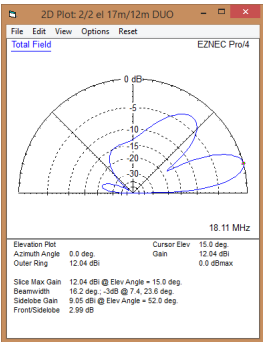 2D Plot: 2/2 el 17m/12m DUO
File Edit View Options Reset
Total Field
EZNEC Pro/4
0 dB
-5
-10
-15
-20
-30
18.11 MHz
Elevation Plot
Azimuth Angle 0.0 deg.
Outer Ring 12.04 dBi
Cursor Elev 15.0 deg.
Gain 12.04 dBi
0.0 dBmax
Slice Max Gain 12.04 dBi @ Elev Angle = 15.0 deg.
Beamwidth 16.2 deg.; -3dB @ 7.4, 23.6 deg.
Sidelobe Gain 9.05 dBi @ Elev Angle = 52.0 deg.
Front/Sidelobe 2.99 dB